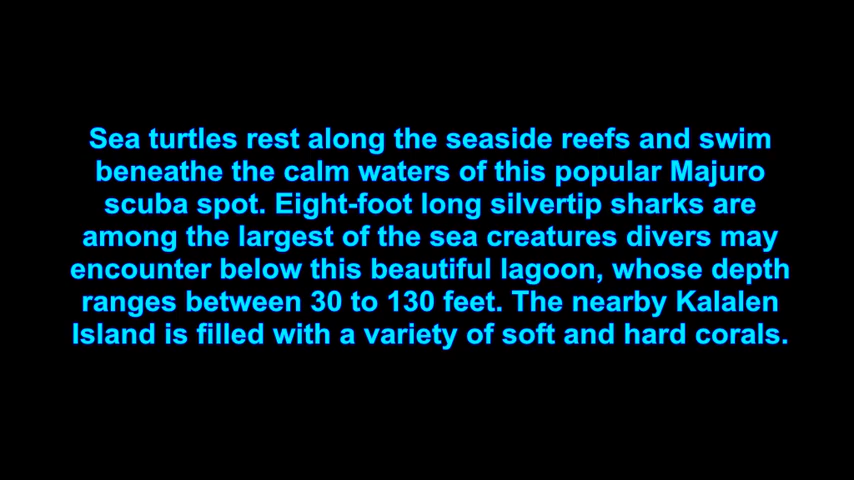 Sea turtles rest along the seaside reefs and swim
beneathe the calm waters of this popular Majuro
scuba spot. Eight-foot long silvertip sharks are
among the largest of the sea creatures divers may
encounter below this beautiful lagoon, whose depth
ranges between 30 to 130 feet. The nearby Kalalen
Island is filled with a variety of soft and hard corals.